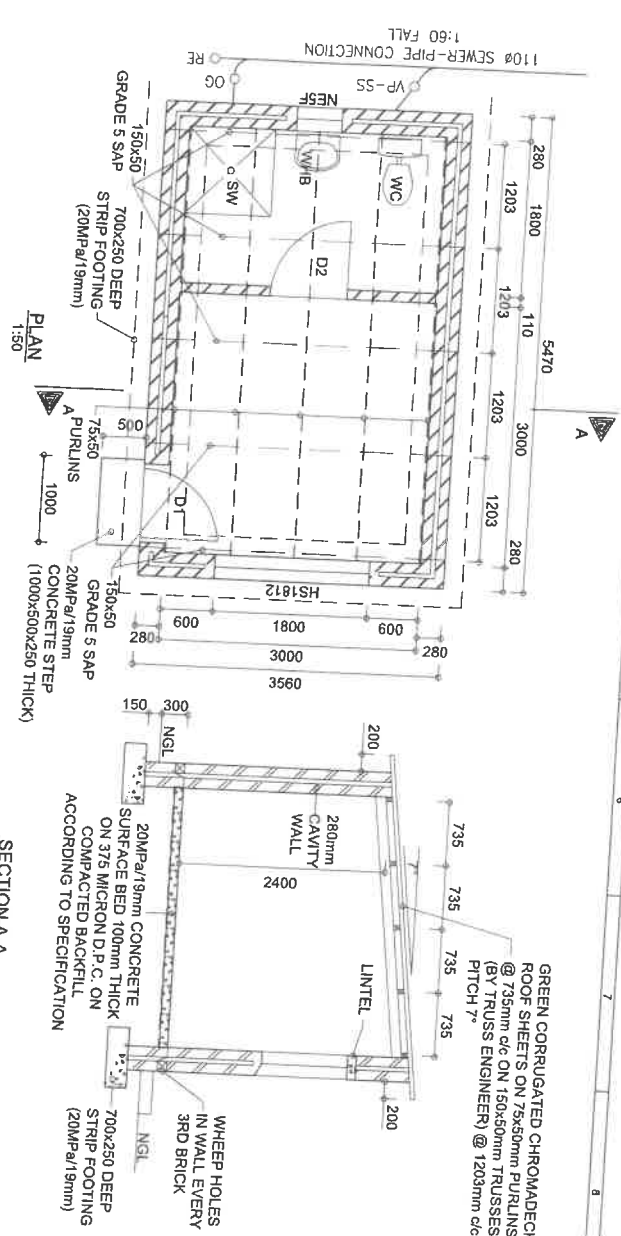 110ø SEWER-PIPE CONNECTION
1:60 FALL
RE
OG
VP-SS
NE5F
SW
WHB
WC
D2
D1
HS1812
280
1800
110
3000
280
1203
1203
1203
1203
5470
A
150x50
GRADE 5 SAP
700x250 DEEP
STRIP FOOTING
(20MPa/19mm)
PLAN
1:50
A
500
75x50
PURLINS
1000
150x50
GRADE 5 SAP
20MPa/19mm
CONCRETE STEP
(1000x500x250 THICK)
280
600
1800
600
280
3000
3560
7
8
GREEN CORRUGATED CHROMADECH
ROOF SHEETS ON 75x50mm PURLINS
@ 735mm c/c ON 150x50mm TRUSSES
(BY TRUSS ENGINEER) @ 1203mm c/c
PITCH 7°
200
735
735
735
735
200
280mm
CAVITY
WALL
2400
LINTEL
150
300
NGL
NGL
20MPa/19mm CONCRETE
SURFACE BED 100mm THICK
ON 375 MICRON D.P.C. ON
COMPACTED BACKFILL
ACCORDING TO SPECIFICATION
WHEEP HOLES
IN WALL EVERY
3RD BRICK
700x250 DEEP
STRIP FOOTING
(20MPa/19mm)
SECTION A-A